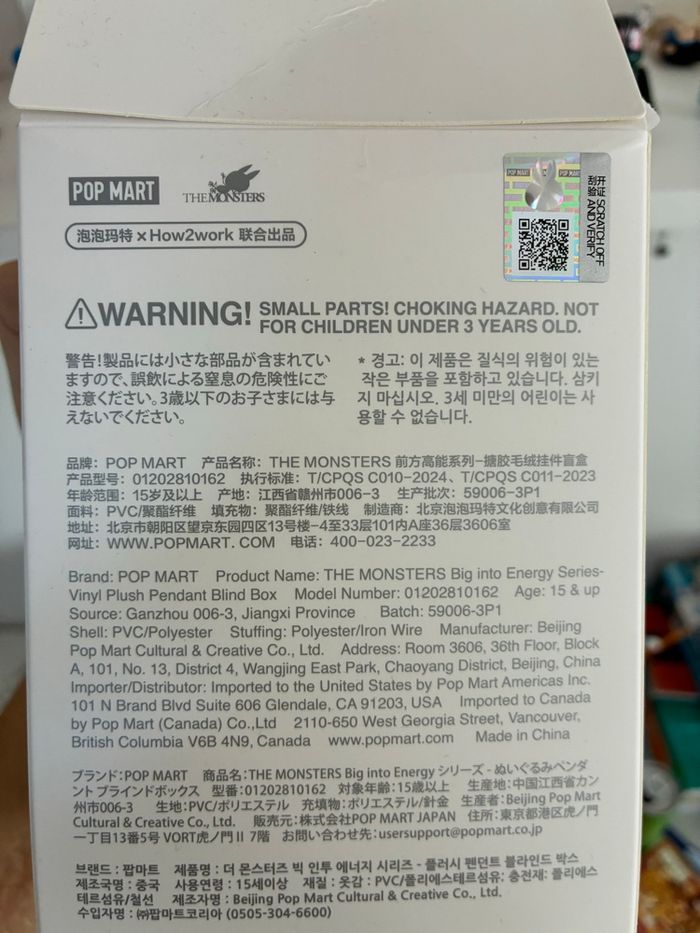 POP MART THE MONSTERS
泡泡玛特 × How2work 联合出品
POP MART POP MART
刮开验证 SCRATCH OFF AND VERIFY
WARNING! SMALL PARTS! CHOKING HAZARD. NOT
FOR CHILDREN UNDER 3 YEARS OLD.
警告!製品には小さな部品が含まれてい
ますので、誤飲による窒息の危険性にご
注意ください。3歳以下のお子さまには与
えないでください。
* 경고: 이 제품은 질식의 위험이 있는
작은 부품을 포함하고 있습니다. 삼키
지 마십시오. 3세 미만의 어린이는 사
용할 수 없습니다.
品牌: POP MART 产品名称: THE MONSTERS 前方高能系列-搪胶毛绒挂件盲盒
产品型号: 01202810162 执行标准: T/CPQS C010-2024、T/CPQS C011-2023
年龄范围: 15岁及以上 产地: 江西省赣州市006-3 生产批次: 59006-3P1
面料: PVC/聚酯纤维 填充物: 聚酯纤维/铁线 制造商: 北京泡泡玛特文化创意有限公司
地址: 北京市朝阳区望京东园四区13号楼-4至33层101内A座36层3606室
网址: WWW.POPMART. COM 电话: 400-023-2233
Brand: POP MART Product Name: THE MONSTERS Big into Energy Series-
Vinyl Plush Pendant Blind Box Model Number: 01202810162 Age: 15 & up
Source: Ganzhou 006-3, Jiangxi Province Batch: 59006-3P1
Shell: PVC/Polyester Stuffing: Polyester/Iron Wire Manufacturer: Beijing
Pop Mart Cultural & Creative Co., Ltd. Address: Room 3606, 36th Floor, Block
A, 101, No. 13, District 4, Wangjing East Park, Chaoyang District, Beijing, China
Importer/Distributor: Imported to the United States by Pop Mart Americas Inc.
101 N Brand Blvd Suite 606 Glendale, CA 91203, USA Imported to Canada
by Pop Mart (Canada) Co.,Ltd 2110-650 West Georgia Street, Vancouver,
British Columbia V6B 4N9, Canada www.popmart.com Made in China
ブランド:POP MART 商品名:THE MONSTERS Big into Energy シリーズ - ぬいぐるみペンダ
ント ブラインドボックス 型番:01202810162 対象年齢:15歳以上 生産地:中国江西省カン
州市006-3 生地:PVC/ポリエステル 充填物:ポリエステル/針金 生産者:Beijing Pop Mart
Cultural & Creative Co., Ltd. 販売元:株式会社POP MART JAPAN 住所:東京都港区虎ノ門
一丁目13番5号 VORT虎ノ門Ⅱ 7階 お問い合わせ先:usersupport@popmart.co.jp
브랜드 : 팝마트 제품명 : 더 몬스터즈 빅 인투 에너지 시리즈 - 플러시 펜던트 블라인드 박스
제조국명 : 중국 사용연령 : 15세이상 재질 : 옷감 : PVC/폴리에스테르섬유; 충전재: 폴리에스
테르섬유/철선 제조자명 : Beijing Pop Mart Cultural & Creative Co., Ltd.
수입자명 : ㈜팝마트코리아 (0505-304-6600)